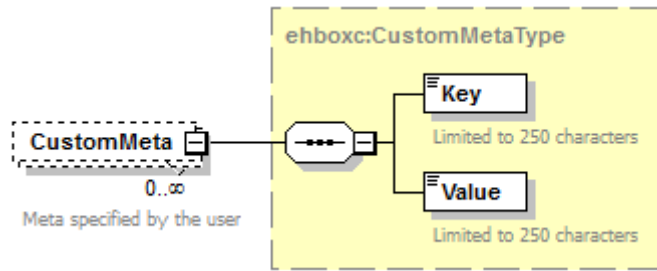 ehboxc:CustomMetaType
Key
Limited to 250 characters
CustomMeta
0..∞
Meta specified by the user
Value
Limited to 250 characters